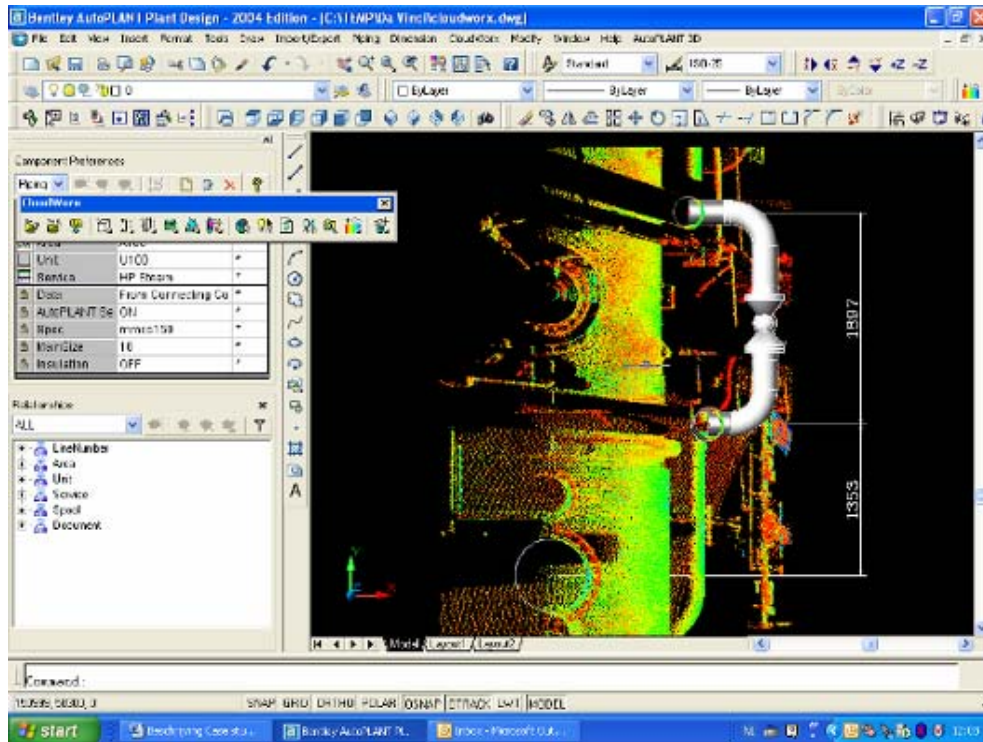 Bentley AutoPLANT Plant Design - 2004 Edition - [C:\TEMP\Da Vinci\cloudworx.dwg]
File Edit View Insert Format Tools Draw Import/Export Piping Dimension CloudWorx Modify Window Help AutoPLANT 3D
Standard ISO-25
0 ByLayer ByLayer ByLayer ByColor
Component Preferences
Piping
CloudWorx
Unit U100
Service HP Steam
Data From Connecting Co
AutoPLANT Se ON
Spec
MainSize 10
Insulation OFF
Relationships
ALL
LineNumber
Area
Unit
Service
Spool
Document
A
1897
1353
Model Layout1 Layout2
Command:
SNAP GRID ORTHO POLAR OSNAP OTRACK LWT MODEL
start Bentley AutoPLANT Pl... Inbox - Microsoft Out... NL